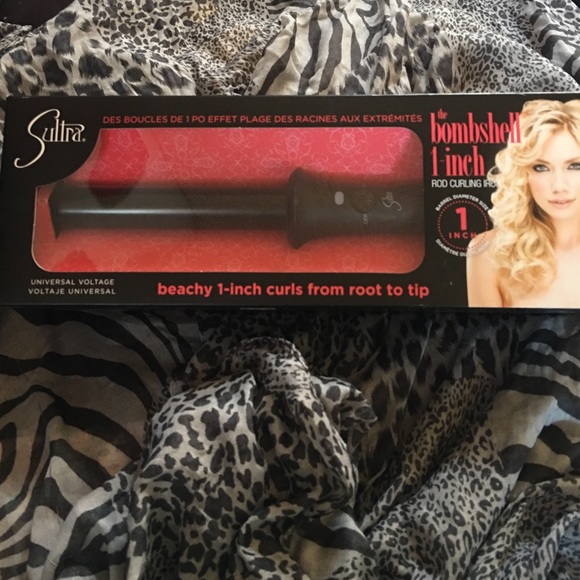 Sultra
DES BOUCLES DE 1 PO EFFET PLAGE DES RACINES AUX EXTRÉMITÉS
the
bombshell
1-inch
ROD CURLING IRON
BARREL DIAMETER SIZE
1
INCH
UNIVERSAL VOLTAGE
VOLTAJE UNIVERSAL
beachy 1-inch curls from root to tip